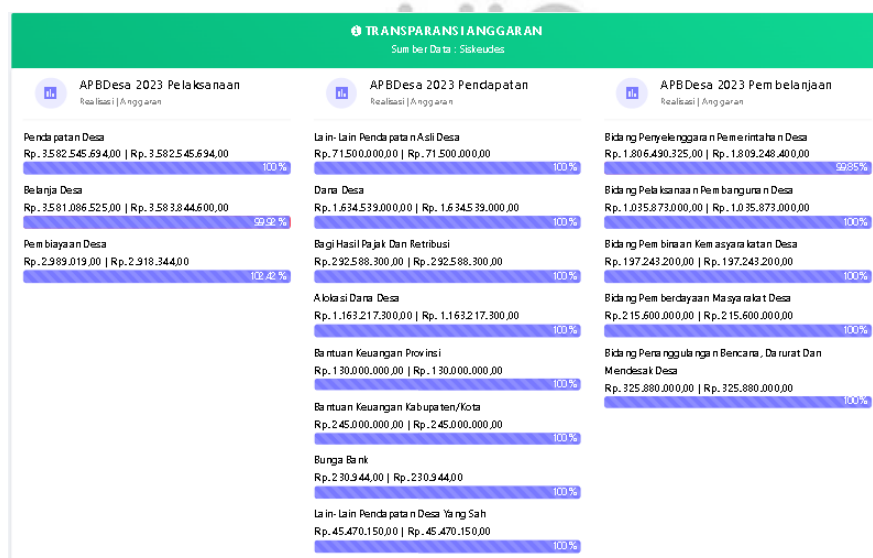 TRANSPARANSI ANGGARAN
Sumber Data : Siskeudes
APBDesa 2023 Pelaksanaan
Realisasi | Anggaran
Pendapatan Desa
Rp. 3.582.545.694,00 | Rp. 3.582.545.694,00
100 %
Belanja Desa
Rp. 3.581.086.525,00 | Rp. 3.583.844.600,00
99.92 %
Pembiayaan Desa
Rp. 2.989.019,00 | Rp. 2.918.344,00
102.42 %
APBDesa 2023 Pendapatan
Realisasi | Anggaran
Lain-Lain Pendapatan Asli Desa
Rp. 71.500.000,00 | Rp. 71.500.000,00
100 %
Dana Desa
Rp. 1.634.539.000,00 | Rp. 1.634.539.000,00
100 %
Bagi Hasil Pajak Dan Retribusi
Rp. 292.588.300,00 | Rp. 292.588.300,00
100 %
Alokasi Dana Desa
Rp. 1.163.217.300,00 | Rp. 1.163.217.300,00
100 %
Bantuan Keuangan Provinsi
Rp. 130.000.000,00 | Rp. 130.000.000,00
100 %
Bantuan Keuangan Kabupaten/Kota
Rp. 245.000.000,00 | Rp. 245.000.000,00
100 %
Bunga Bank
Rp. 230.944,00 | Rp. 230.944,00
100 %
Lain-Lain Pendapatan Desa Yang Sah
Rp. 45.470.150,00 | Rp. 45.470.150,00
100 %
APBDesa 2023 Pembelanjaan
Realisasi | Anggaran
Bidang Penyelenggaran Pemerintahan Desa
Rp. 1.806.490.325,00 | Rp. 1.809.248.400,00
99.85 %
Bidang Pelaksanaan Pembangunan Desa
Rp. 1.035.873.000,00 | Rp. 1.035.873.000,00
100 %
Bidang Pembinaan Kemasyarakatan Desa
Rp. 197.243.200,00 | Rp. 197.243.200,00
100 %
Bidang Pemberdayaan Masyarakat Desa
Rp. 215.600.000,00 | Rp. 215.600.000,00
100 %
Bidang Penanggulangan Bencana, Darurat Dan
Mendesak Desa
Rp. 325.880.000,00 | Rp. 325.880.000,00
100 %